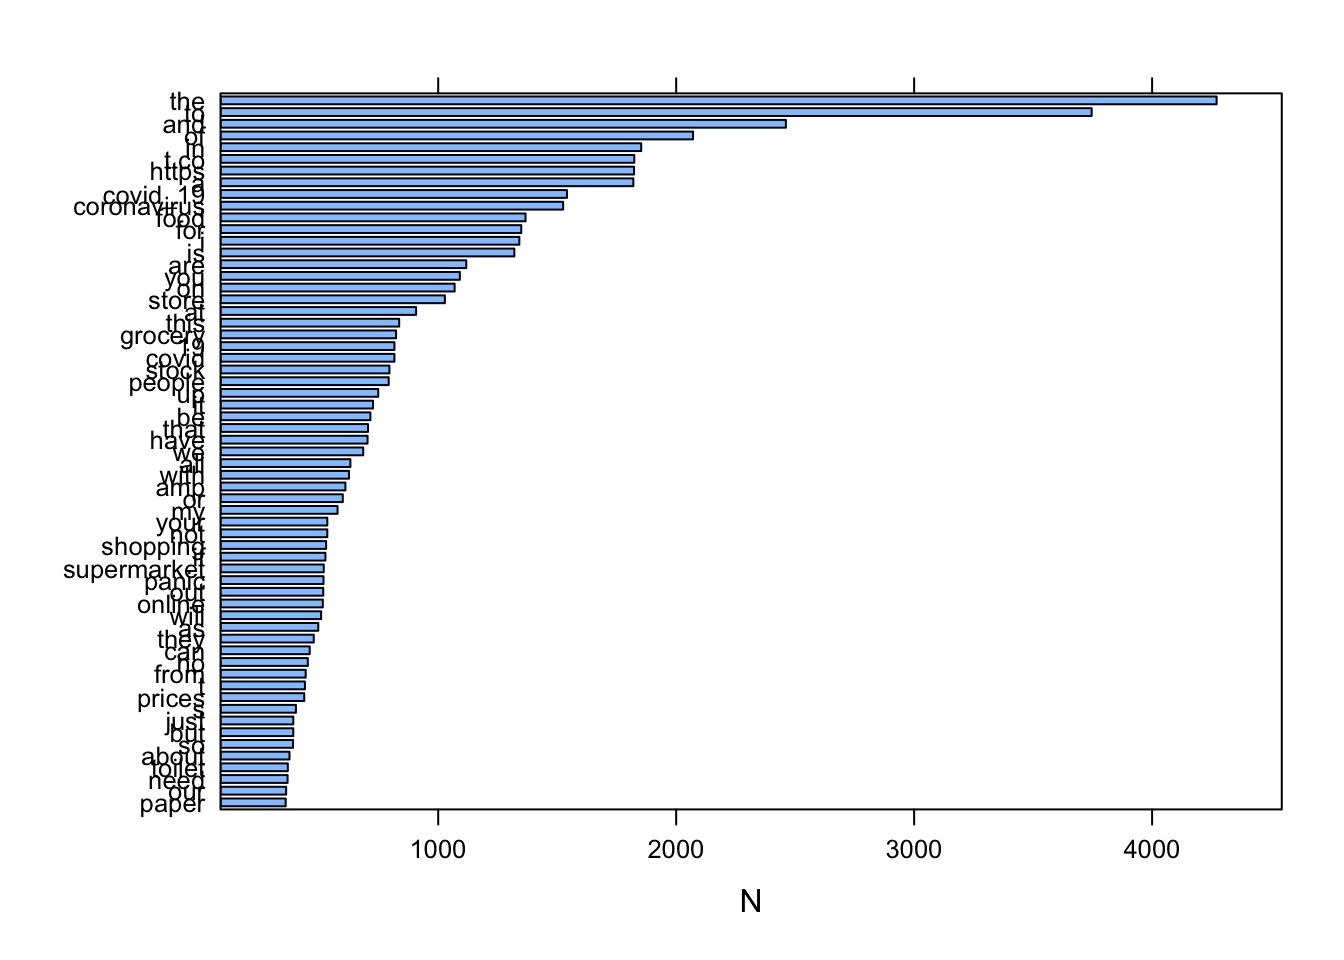 the
to
and
of
in
t.co
https
a
covid_19
coronavirus
food
for
i
is
are
you
on
store
at
this
grocery
19
covid
stock
people
up
it
be
that
have
we
all
with
amp
or
my
your
not
shopping
if
supermarket
panic
out
online
will
as
they
can
no
from
t
prices
s
just
but
so
about
toilet
need
our
paper
1000 2000 3000 4000
N